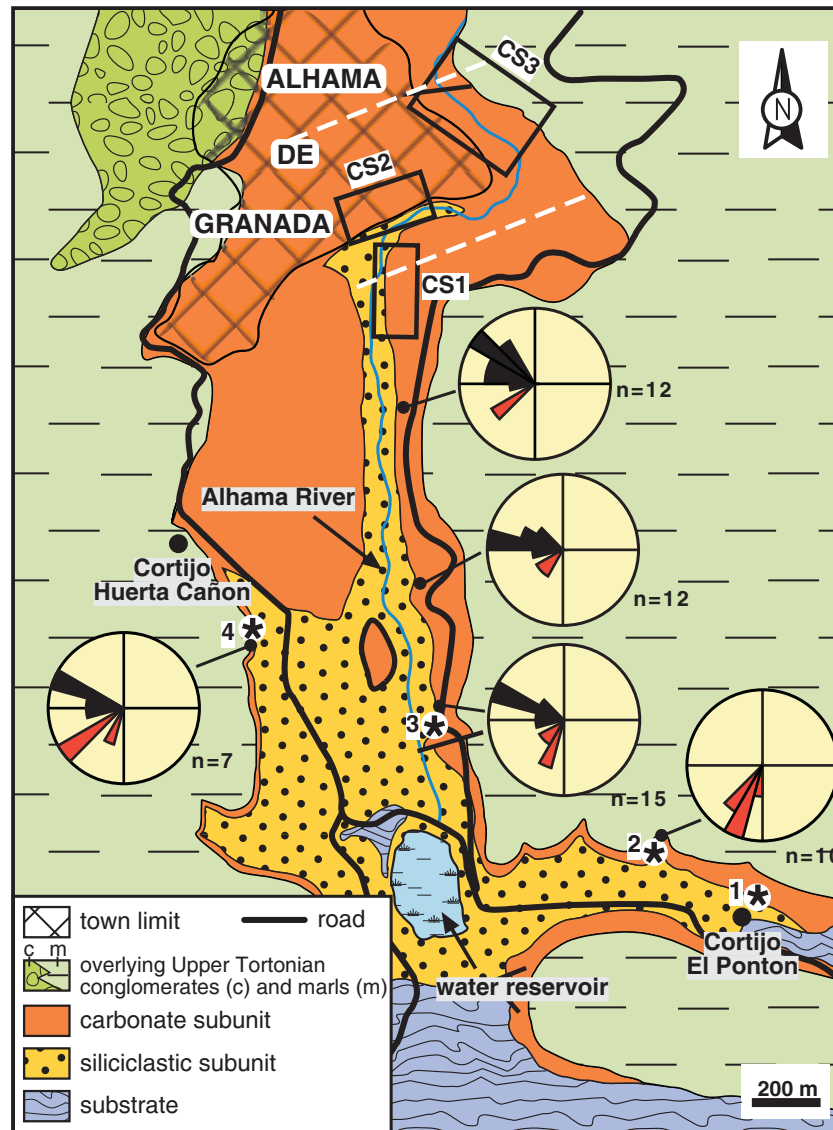 ALHAMA
DE
GRANADA
CS3
CS2
CS1
N
n=12
Alhama River
n=12
Cortijo
Huerta Cañon
4
n=7
3
n=15
2
1
Cortijo
El Ponton
water reservoir
town limit
road
c m
overlying Upper Tortonian
conglomerates (c) and marls (m)
carbonate subunit
siliciclastic subunit
substrate
200 m